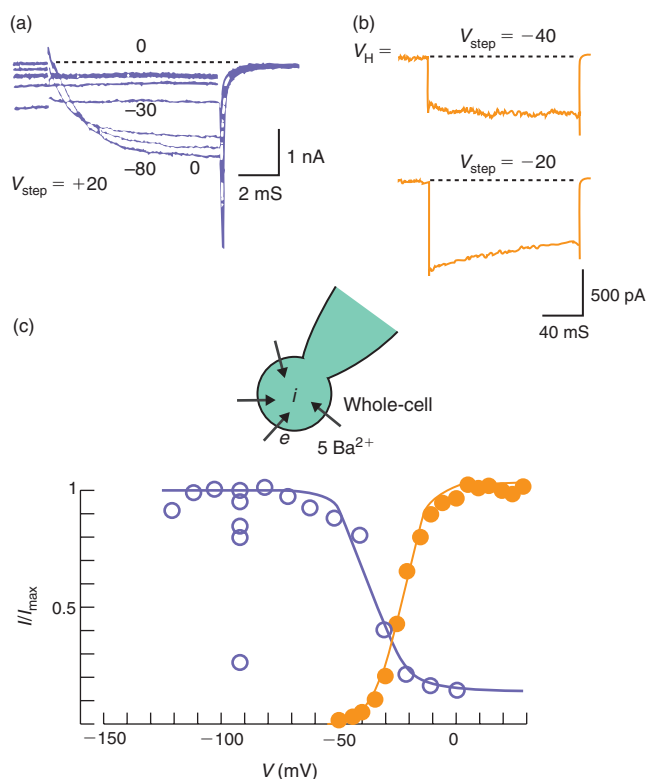 (a)
0
−30
−80
0
V_step = +20
1 nA
2 mS
(b)
V_H =
V_step = −40
V_step = −20
500 pA
40 mS
(c)
i
e
Whole-cell
5 Ba²⁺
1
0.5
I/I_max
−150
−100
−50
0
V (mV)